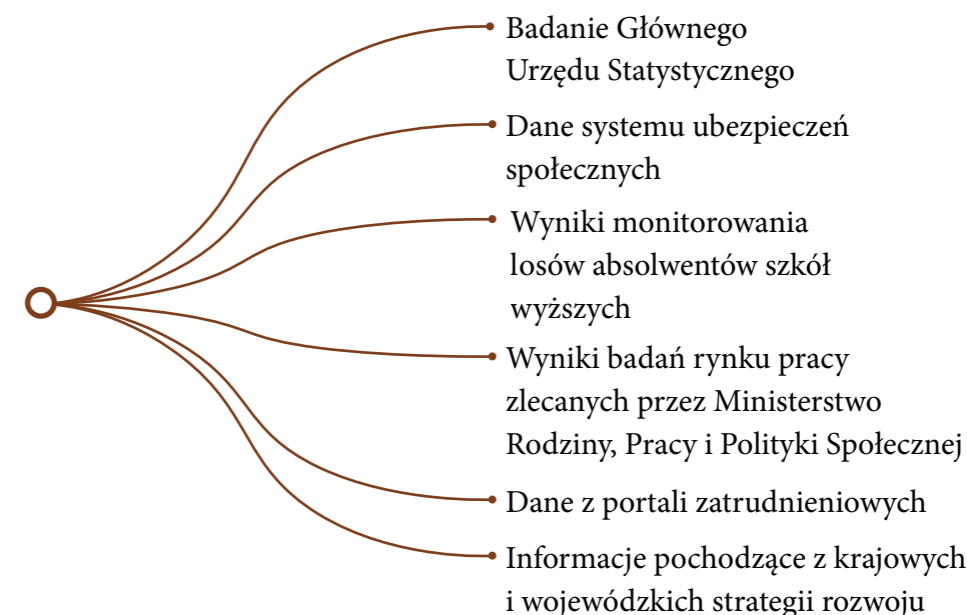 Badanie Głównego
Urzędu Statystycznego
Dane systemu ubezpieczeń
społecznych
Wyniki monitorowania
losów absolwentów szkół
wyższych
Wyniki badań rynku pracy
zlecanych przez Ministerstwo
Rodziny, Pracy i Polityki Społecznej
Dane z portali zatrudnieniowych
Informacje pochodzące z krajowych
i wojewódzkich strategii rozwoju